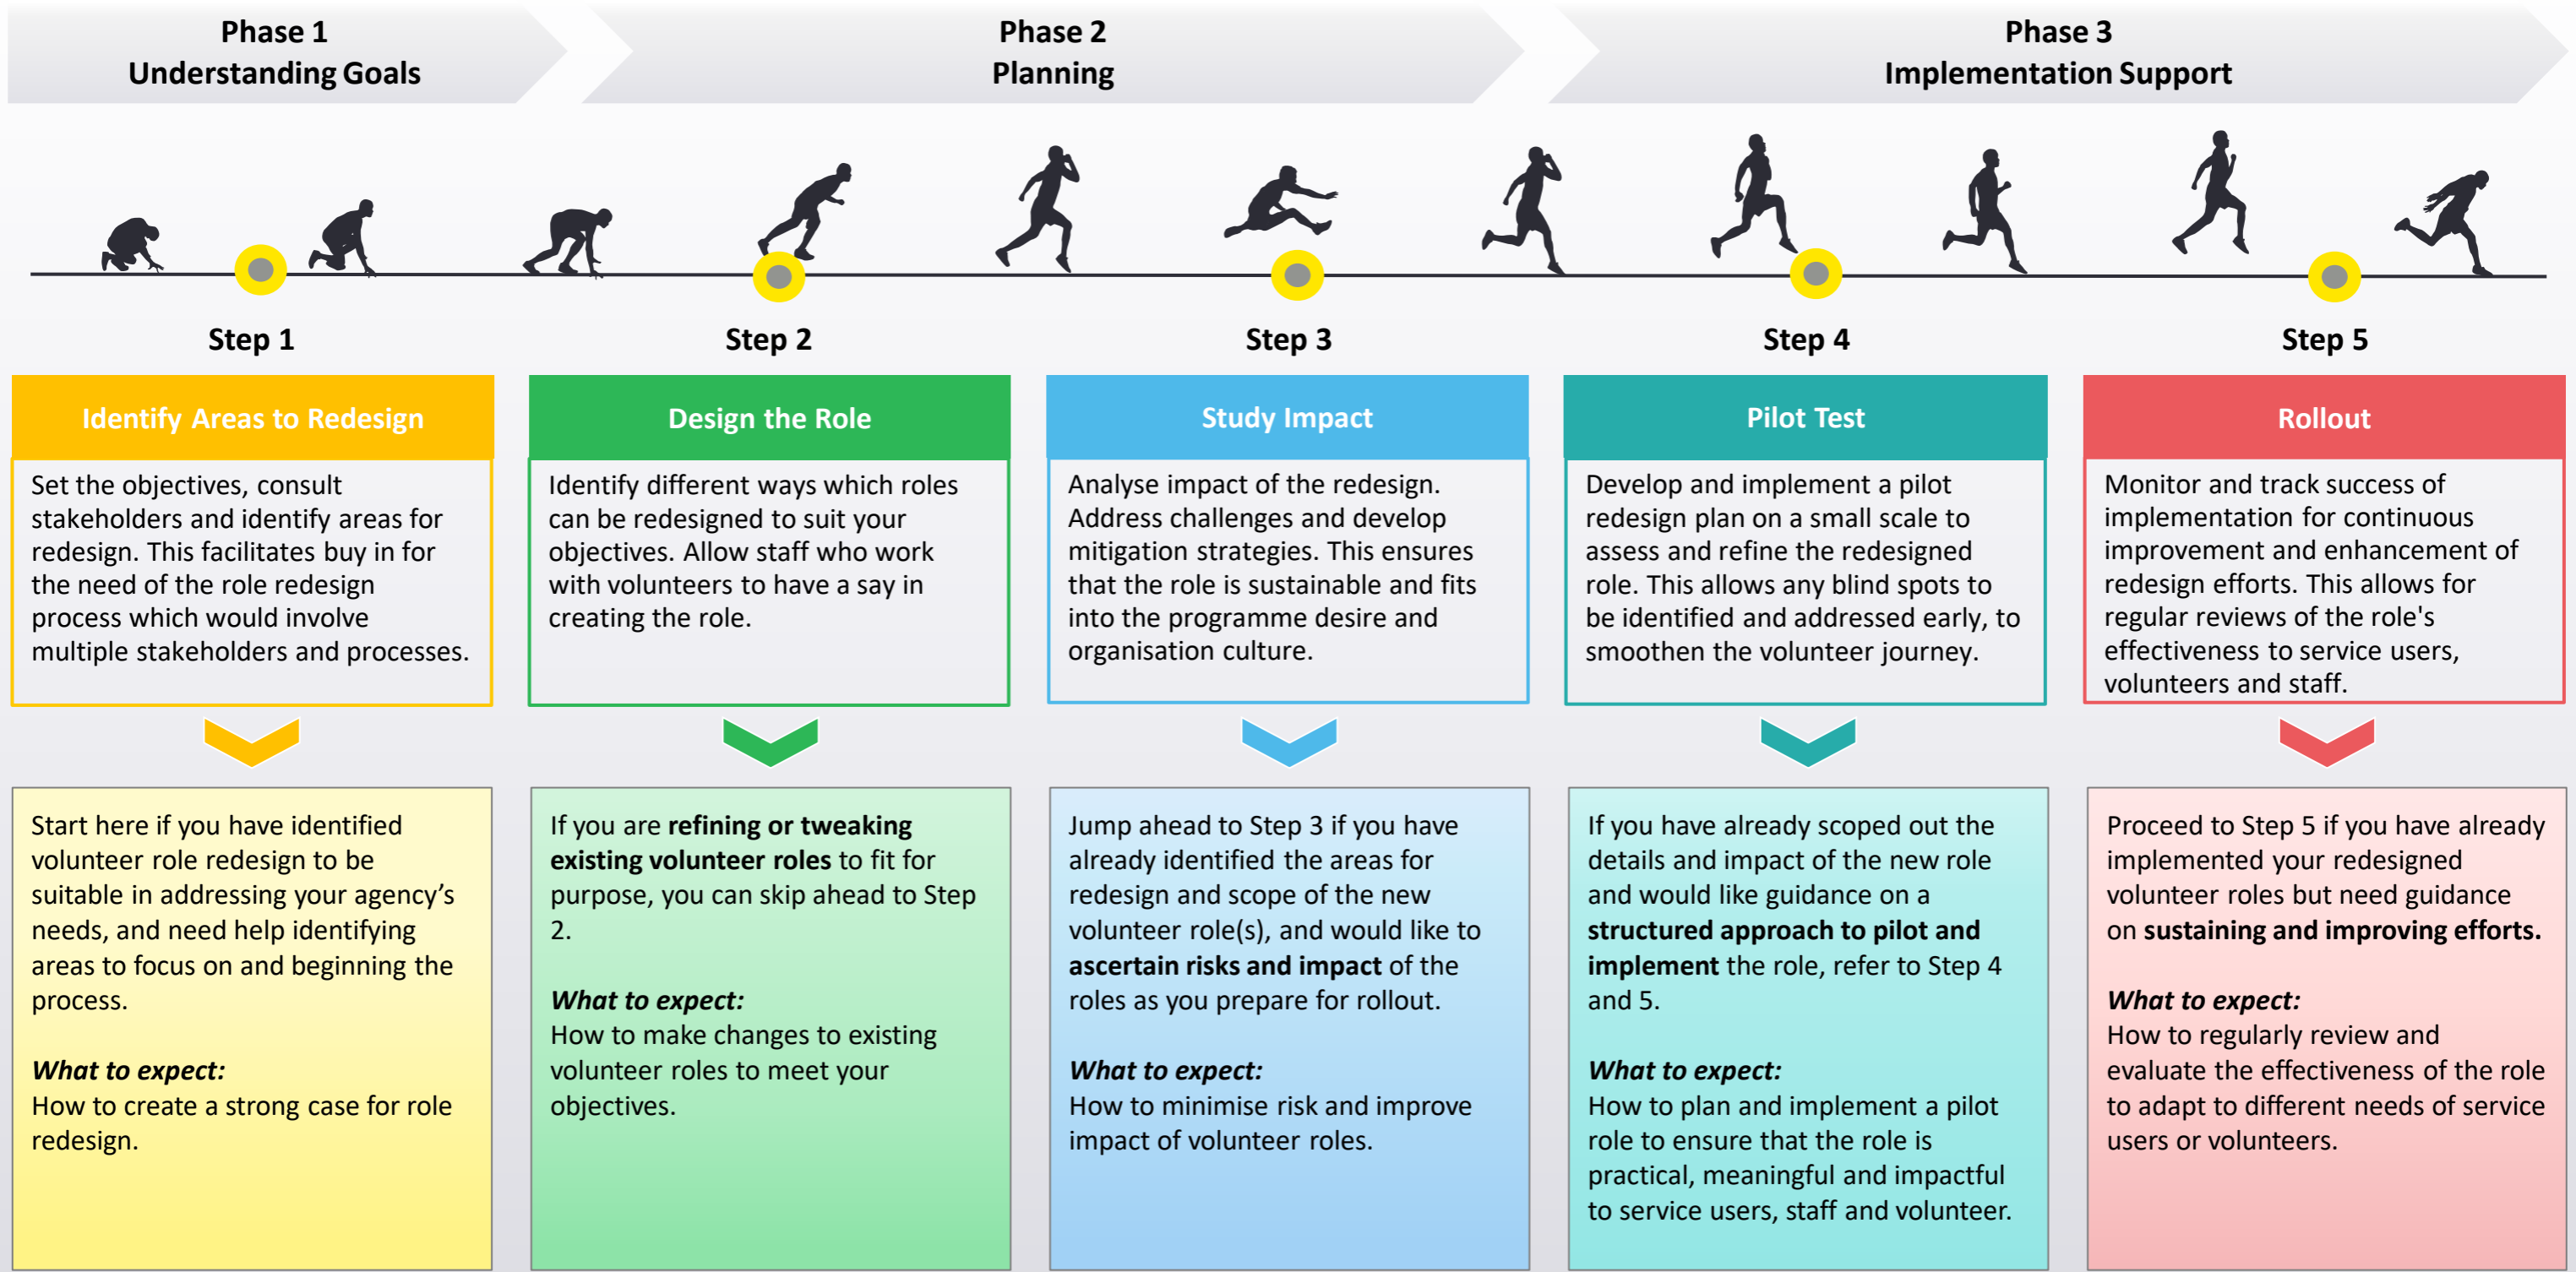 Phase 1
Understanding Goals
Phase 2
Planning
Phase 3
Implementation Support
Step 1
Step 2
Step 3
Step 4
Step 5
Identify Areas to Redesign
Set the objectives, consult
stakeholders and identify areas for
redesign. This facilitates buy in for
the need of the role redesign
process which would involve
multiple stakeholders and processes.
Design the Role
Identify different ways which roles
can be redesigned to suit your
objectives. Allow staff who work
with volunteers to have a say in
creating the role.
Study Impact
Analyse impact of the redesign.
Address challenges and develop
mitigation strategies. This ensures
that the role is sustainable and fits
into the programme desire and
organisation culture.
Pilot Test
Develop and implement a pilot
redesign plan on a small scale to
assess and refine the redesigned
role. This allows any blind spots to
be identified and addressed early, to
smoothen the volunteer journey.
Rollout
Monitor and track success of
implementation for continuous
improvement and enhancement of
redesign efforts. This allows for
regular reviews of the role's
effectiveness to service users,
volunteers and staff.
Start here if you have identified
volunteer role redesign to be
suitable in addressing your agency’s
needs, and need help identifying
areas to focus on and beginning the
process.
What to expect:
How to create a strong case for role
redesign.
If you are refining or tweaking
existing volunteer roles to fit for
purpose, you can skip ahead to Step
2.
What to expect:
How to make changes to existing
volunteer roles to meet your
objectives.
Jump ahead to Step 3 if you have
already identified the areas for
redesign and scope of the new
volunteer role(s), and would like to
ascertain risks and impact of the
roles as you prepare for rollout.
What to expect:
How to minimise risk and improve
impact of volunteer roles.
If you have already scoped out the
details and impact of the new role
and would like guidance on a
structured approach to pilot and
implement the role, refer to Step 4
and 5.
What to expect:
How to plan and implement a pilot
role to ensure that the role is
practical, meaningful and impactful
to service users, staff and volunteer.
Proceed to Step 5 if you have already
implemented your redesigned
volunteer roles but need guidance
on sustaining and improving efforts.
What to expect:
How to regularly review and
evaluate the effectiveness of the role
to adapt to different needs of service
users or volunteers.